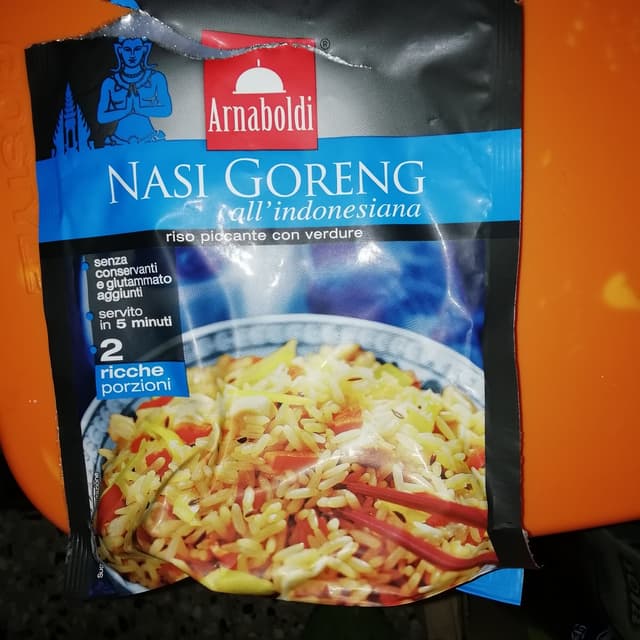 ®
Arnaboldi
NASI GORENG
all'indonesiana
riso piccante con verdure
senza
conservanti
e glutammato
aggiunti
servito
in 5 minuti
2
ricche
porzioni